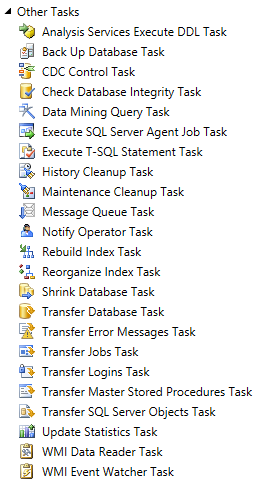 Other Tasks
Analysis Services Execute DDL Task
Back Up Database Task
CDC Control Task
Check Database Integrity Task
Data Mining Query Task
Execute SQL Server Agent Job Task
Execute T-SQL Statement Task
History Cleanup Task
Maintenance Cleanup Task
Message Queue Task
Notify Operator Task
Rebuild Index Task
Reorganize Index Task
Shrink Database Task
Transfer Database Task
Transfer Error Messages Task
Transfer Jobs Task
Transfer Logins Task
Transfer Master Stored Procedures Task
Transfer SQL Server Objects Task
Update Statistics Task
WMI Data Reader Task
WMI Event Watcher Task